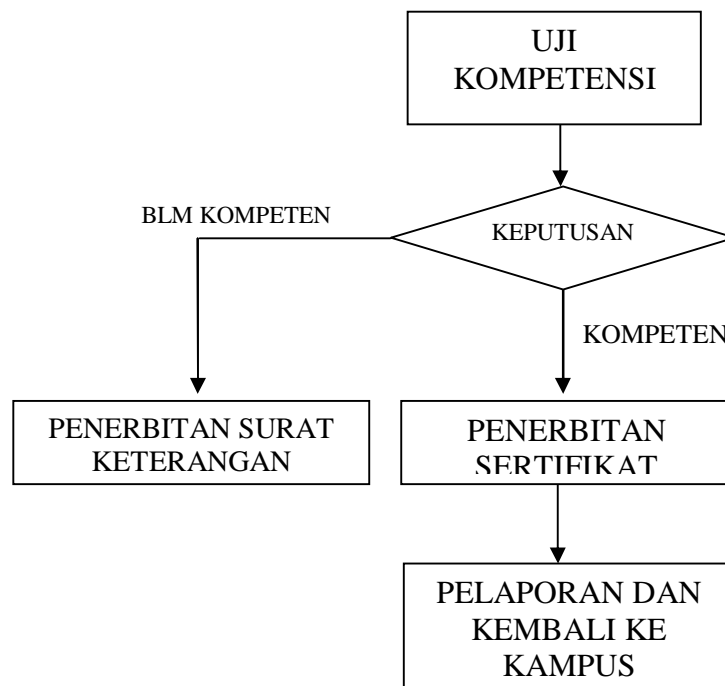 UJI
KOMPETENSI
BLM KOMPETEN
KEPUTUSAN
KOMPETEN
PENERBITAN SURAT
KETERANGAN
PENERBITAN
SERTIFIKAT
PELAPORAN DAN
KEMBALI KE
KAMPUS